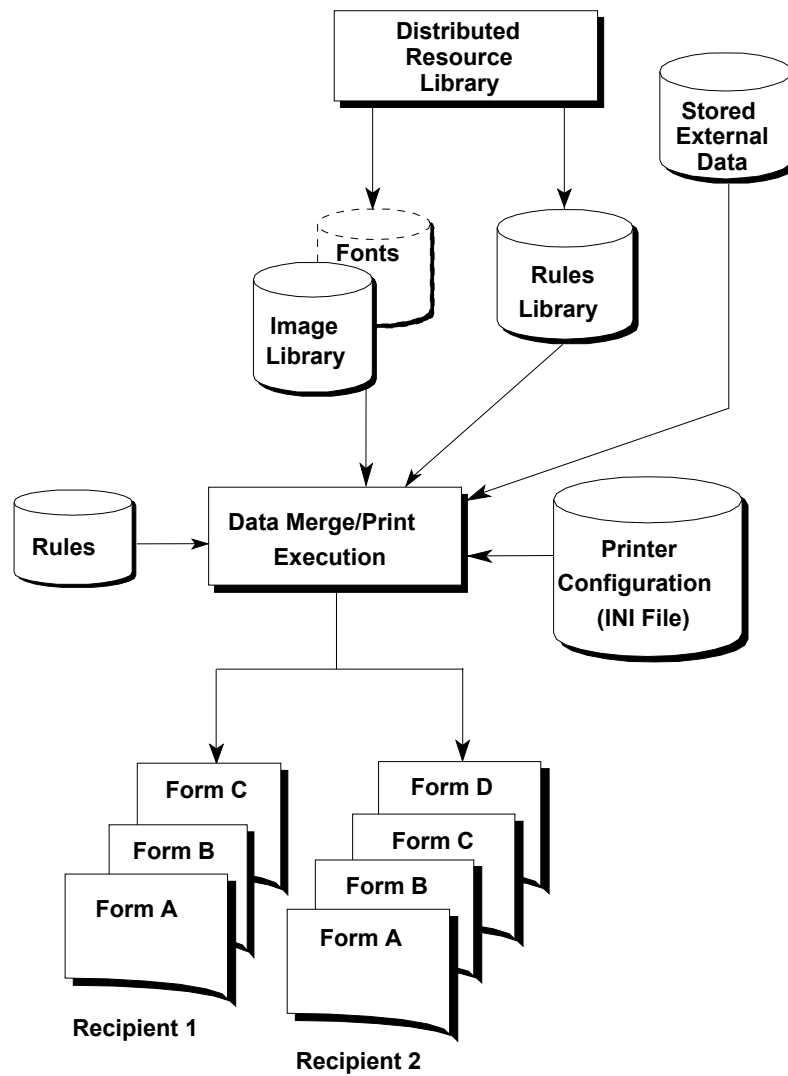 Distributed
Resource
Library
Stored
External
Data
Fonts
Image
Library
Rules
Library
Rules
Data Merge/Print
Execution
Printer
Configuration
(INI File)
Form C
Form B
Form A
Recipient 1
Form D
Form C
Form B
Form A
Recipient 2